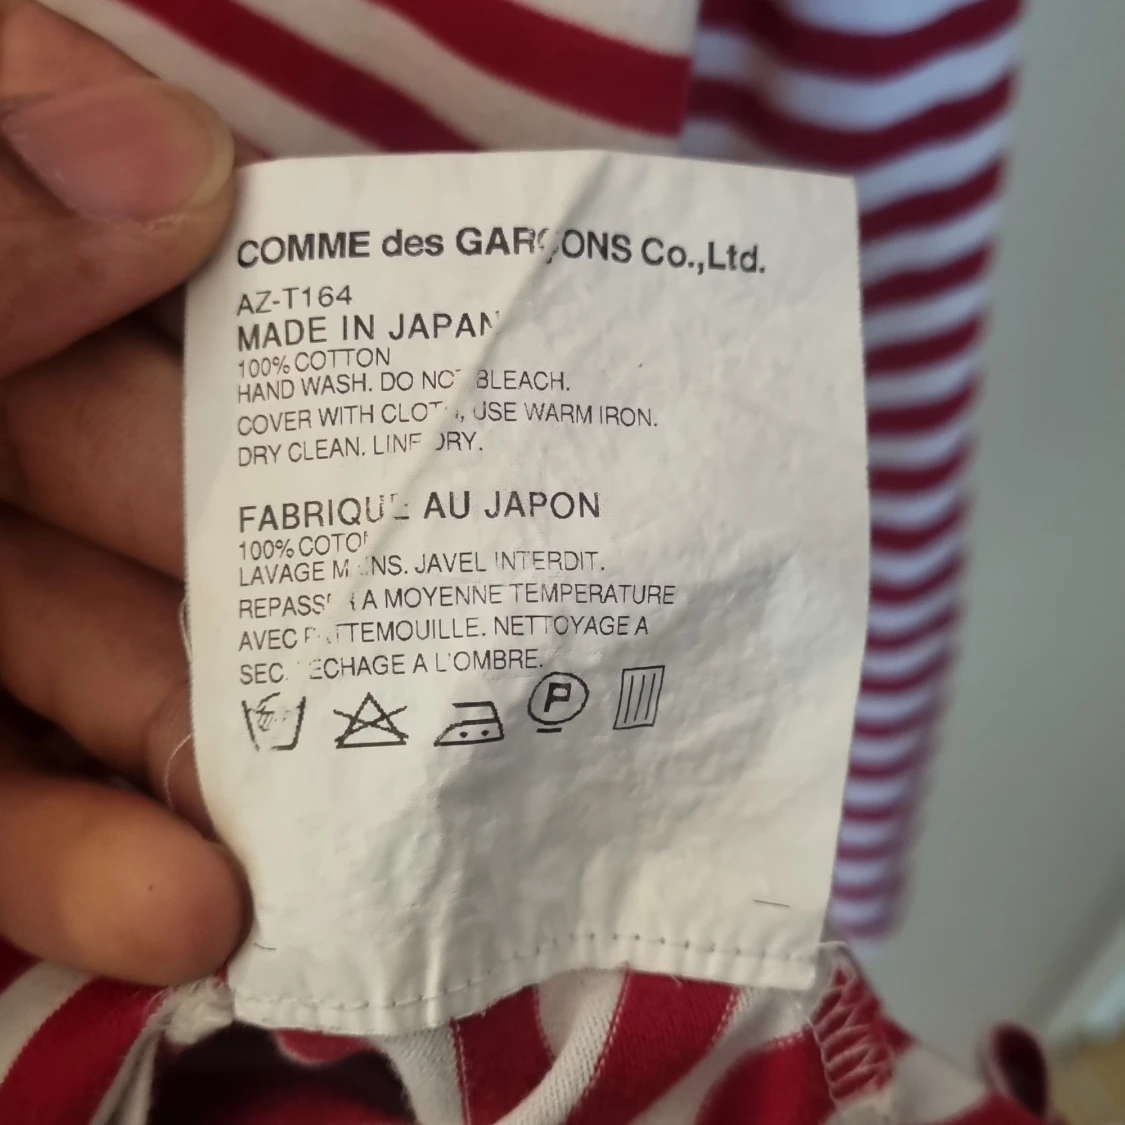 COMME des GARÇONS Co.,Ltd.
AZ-T164
MADE IN JAPAN
100% COTTON
HAND WASH. DO NOT BLEACH.
COVER WITH CLOTH, USE WARM IRON.
DRY CLEAN. LINE DRY.
FABRIQUE AU JAPON
100% COTON
LAVAGE MAINS. JAVEL INTERDIT.
REPASSER A MOYENNE TEMPERATURE
AVEC PATTEMOUILLE. NETTOYAGE A
SEC. SECHAGE A L'OMBRE.
P